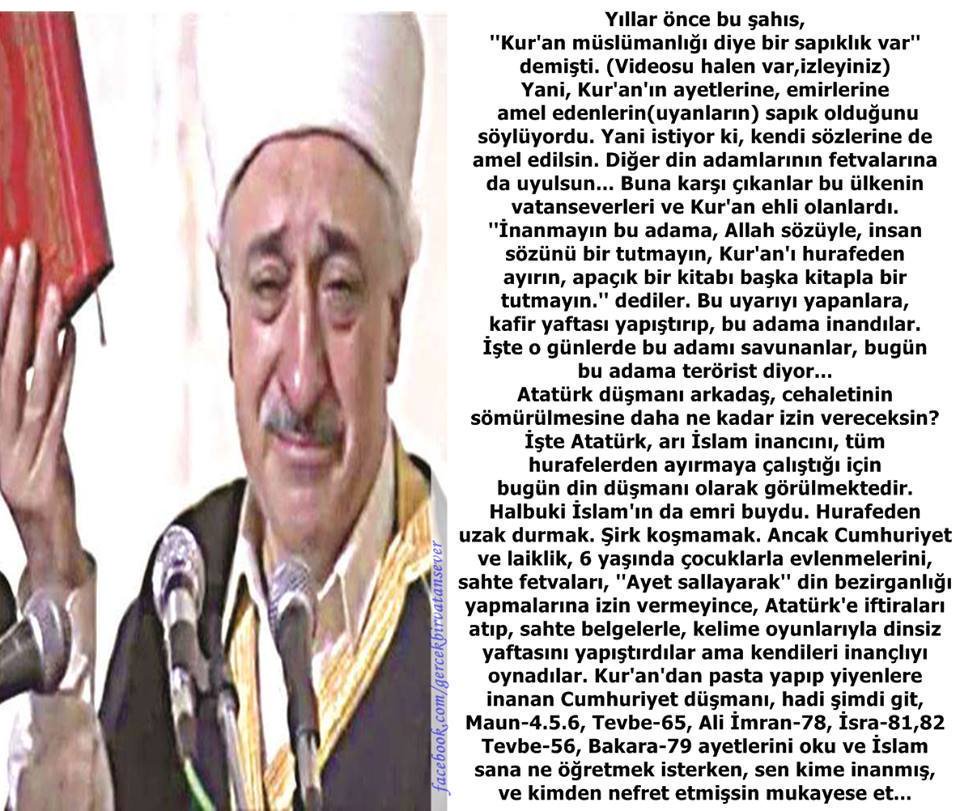 Yıllar önce bu şahıs,
''Kur'an müslümanlığı diye bir sapıklık var''
demişti. (Videosu halen var,izleyiniz)
Yani, Kur'an'ın ayetlerine, emirlerine
amel edenlerin(uyanların) sapık olduğunu
söylüyordu. Yani istiyor ki, kendi sözlerine de
amel edilsin. Diğer din adamlarının fetvalarına
da uyulsun... Buna karşı çıkanlar bu ülkenin
vatanseverleri ve Kur'an ehli olanlardı.
''İnanmayın bu adama, Allah sözüyle, insan
sözünü bir tutmayın, Kur'an'ı hurafeden
ayırın, apaçık bir kitabı başka kitapla bir
tutmayın.'' dediler. Bu uyarıyı yapanlara,
kafir yaftası yapıştırıp, bu adama inandılar.
İşte o günlerde bu adamı savunanlar, bugün
bu adama terörist diyor...
Atatürk düşmanı arkadaş, cehaletinin
sömürülmesine daha ne kadar izin vereceksin?
İşte Atatürk, arı İslam inancını, tüm
hurafelerden ayırmaya çalıştığı için
bugün din düşmanı olarak görülmektedir.
Halbuki İslam'ın da emri buydu. Hurafeden
uzak durmak. Şirk koşmamak. Ancak Cumhuriyet
ve laiklik, 6 yaşında çocuklarla evlenmelerini,
sahte fetvaları, ''Ayet sallayarak'' din bezirganlığı
yapmalarına izin vermeyince, Atatürk'e iftiraları
atıp, sahte belgelerle, kelime oyunlarıyla dinsiz
yaftasını yapıştırdılar ama kendileri inançlıyı
oynadılar. Kur'an'dan pasta yapıp yiyenlere
inanan Cumhuriyet düşmanı, hadi şimdi git,
Maun-4.5.6, Tevbe-65, Ali İmran-78, İsra-81,82
Tevbe-56, Bakara-79 ayetlerini oku ve İslam
sana ne öğretmek isterken, sen kime inanmış,
ve kimden nefret etmişsin mukayese et...
facebook.com/gercekbirvatansever